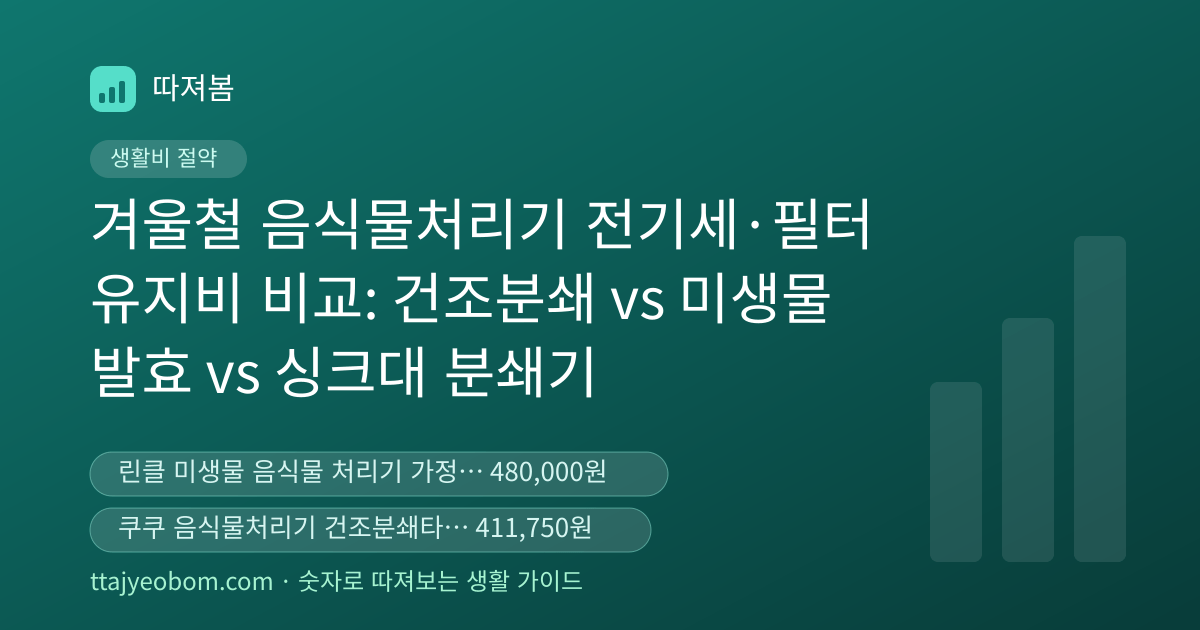 따져봄
생활비 절약
겨울철 음식물처리기 전기세·필터
유지비 비교: 건조분쇄 vs 미생물
발효 vs 싱크대 분쇄기
린클 미생물 음식물 처리기 가정… 480,000원
쿠쿠 음식물처리기 건조분쇄타… 411,750원
ttajyeobom.com · 숫자로 따져보는 생활 가이드